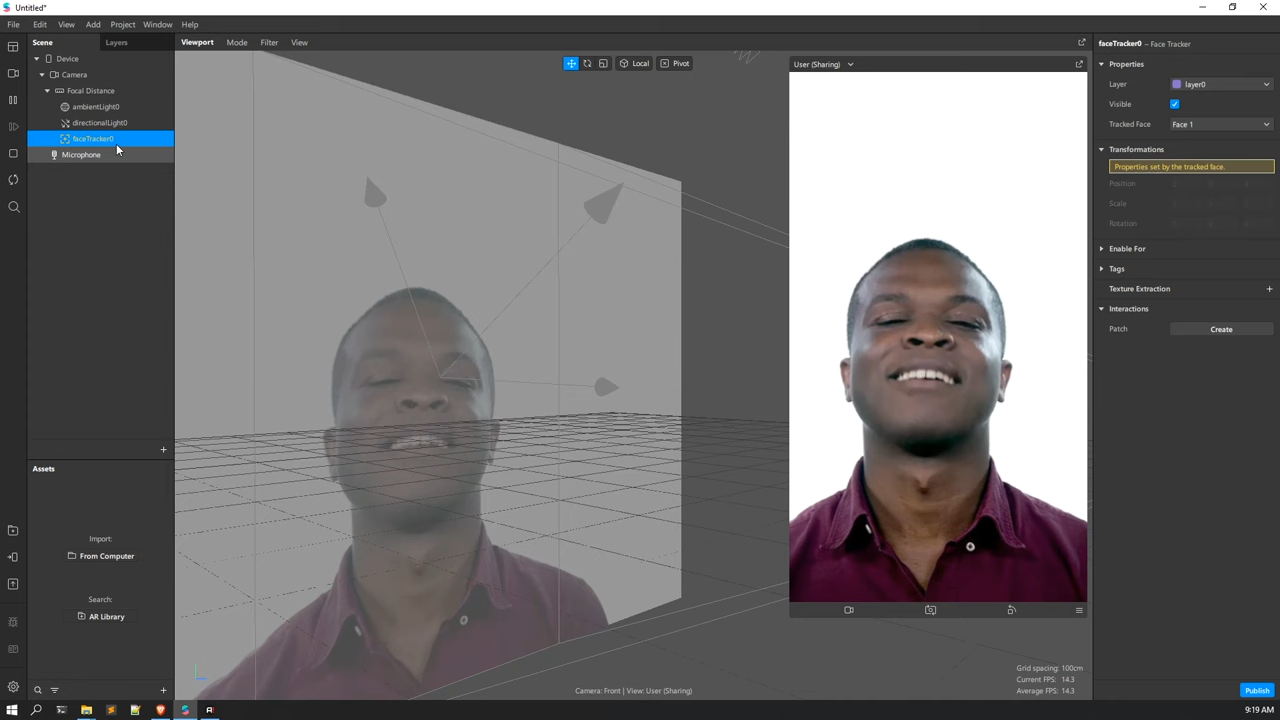 Untitled*
File Edit View Add Project Window Help
Scene Layers
Device
Camera
Focal Distance
ambientLight0
directionalLight0
faceTracker0
Microphone
Assets
Import:
From Computer
Search:
AR Library
Viewport Mode Filter View
Local Pivot
User (Sharing)
Camera: Front | View: User (Sharing)
Grid spacing: 100cm
Current FPS: 14.3
Average FPS: 14.3
faceTracker0 – Face Tracker
Properties
Layer layer0
Visible
Tracked Face Face 1
Transformations
Properties set by the tracked face.
Position
Scale
Rotation
Enable For
Tags
Texture Extraction
Interactions
Patch Create
Publish
9:19 AM